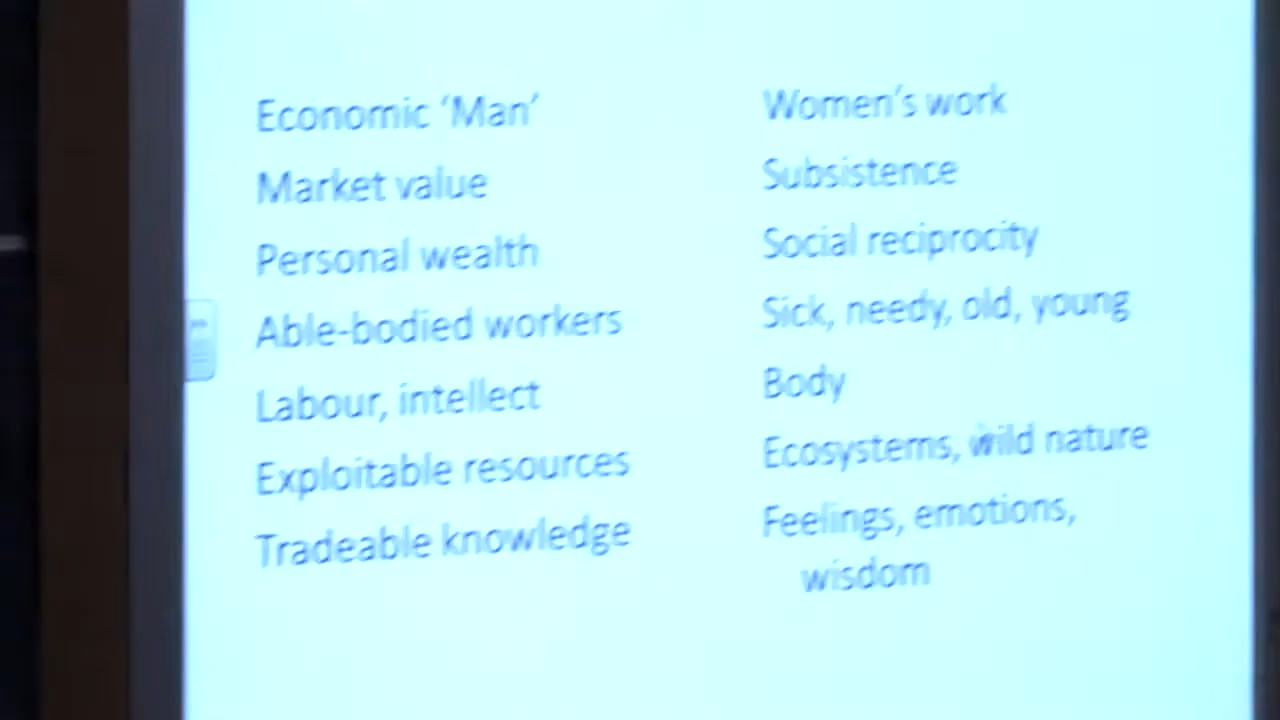 Economic ‘Man’
Market value
Personal wealth
Able-bodied workers
Labour, intellect
Exploitable resources
Tradeable knowledge
Women’s work
Subsistence
Social reciprocity
Sick, needy, old, young
Body
Ecosystems, wild nature
Feelings, emotions,
wisdom